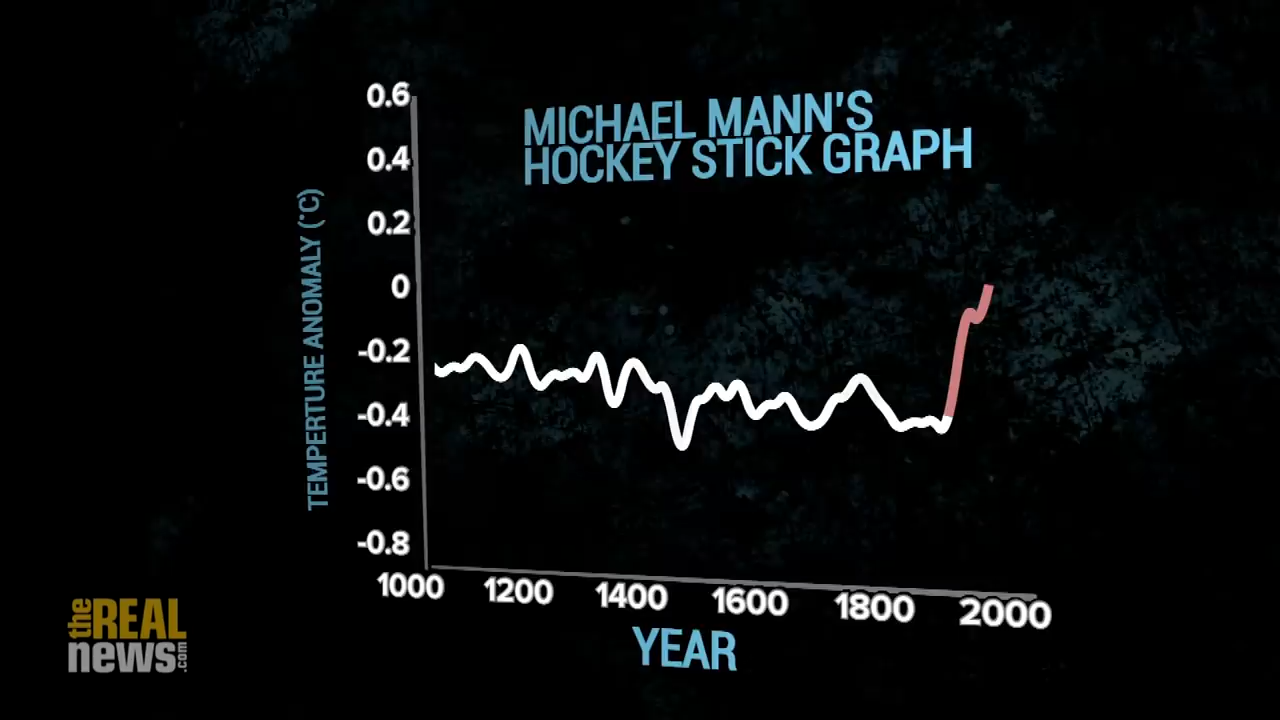 MICHAEL MANN'S
HOCKEY STICK GRAPH
TEMPERTURE ANOMALY (°C)
0.6
0.4
0.2
0
-0.2
-0.4
-0.6
-0.8
1000 1200 1400 1600 1800 2000
YEAR
the REAL
news.com